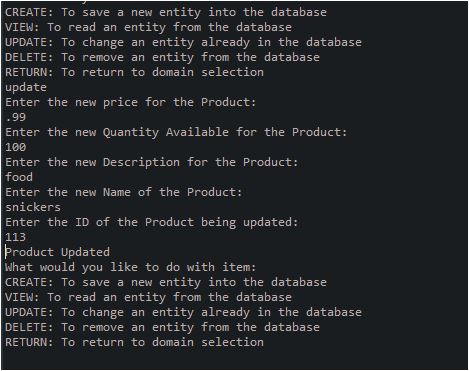 CREATE: To save a new entity into the database
VIEW: To read an entity from the database
UPDATE: To change an entity already in the database
DELETE: To remove an entity from the database
RETURN: To return to domain selection
update
Enter the new price for the Product:
.99
Enter the new Quantity Available for the Product:
100
Enter the new Description for the Product:
food
Enter the new Name of the Product:
snickers
Enter the ID of the Product being updated:
113
Product Updated
What would you like to do with item:
CREATE: To save a new entity into the database
VIEW: To read an entity from the database
UPDATE: To change an entity already in the database
DELETE: To remove an entity from the database
RETURN: To return to domain selection